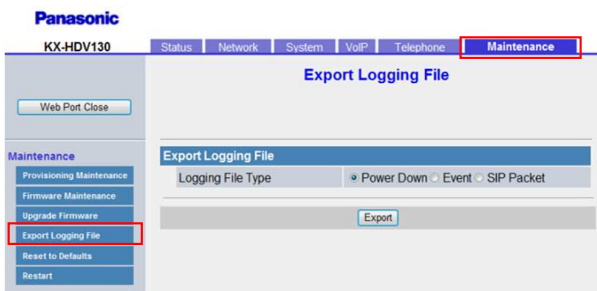 Panasonic
KX-HDV130
Status Network System VoIP Telephone Maintenance
Export Logging File
Web Port Close
Maintenance
Provisioning Maintenance
Firmware Maintenance
Upgrade Firmware
Export Logging File
Reset to Defaults
Restart
Export Logging File
Logging File Type Power Down Event SIP Packet
Export